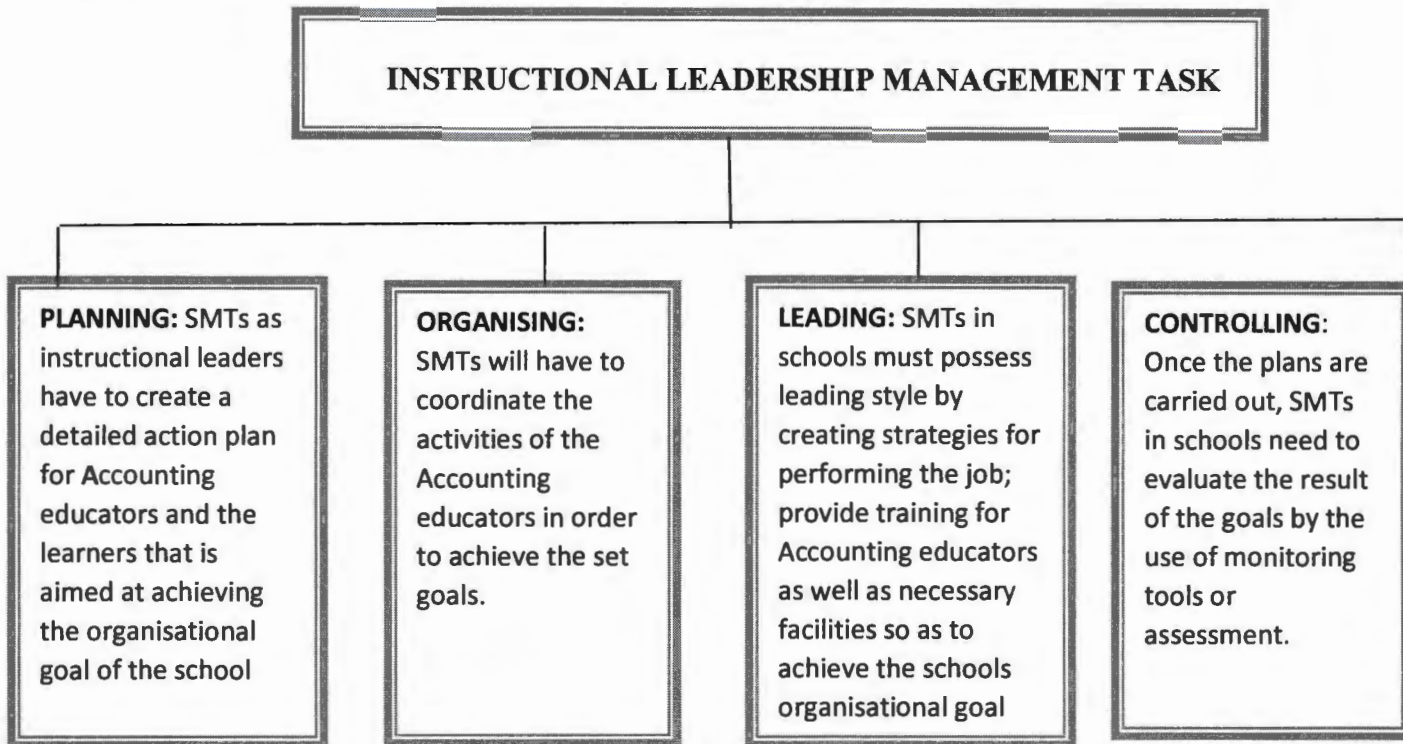 INSTRUCTIONAL LEADERSHIP MANAGEMENT TASK
PLANNING: SMTs as
instructional leaders
have to create a
detailed action plan
for Accounting
educators and the
learners that is
aimed at achieving
the organisational
goal of the school
ORGANISING:
SMTs will have to
coordinate the
activities of the
Accounting
educators in order
to achieve the set
goals.
LEADING: SMTs in
schools must possess
leading style by
creating strategies for
performing the job;
provide training for
Accounting educators
as well as necessary
facilities so as to
achieve the schools
organisational goal
CONTROLLING:
Once the plans are
carried out, SMTs
in schools need to
evaluate the result
of the goals by the
use of monitoring
tools or
assessment.